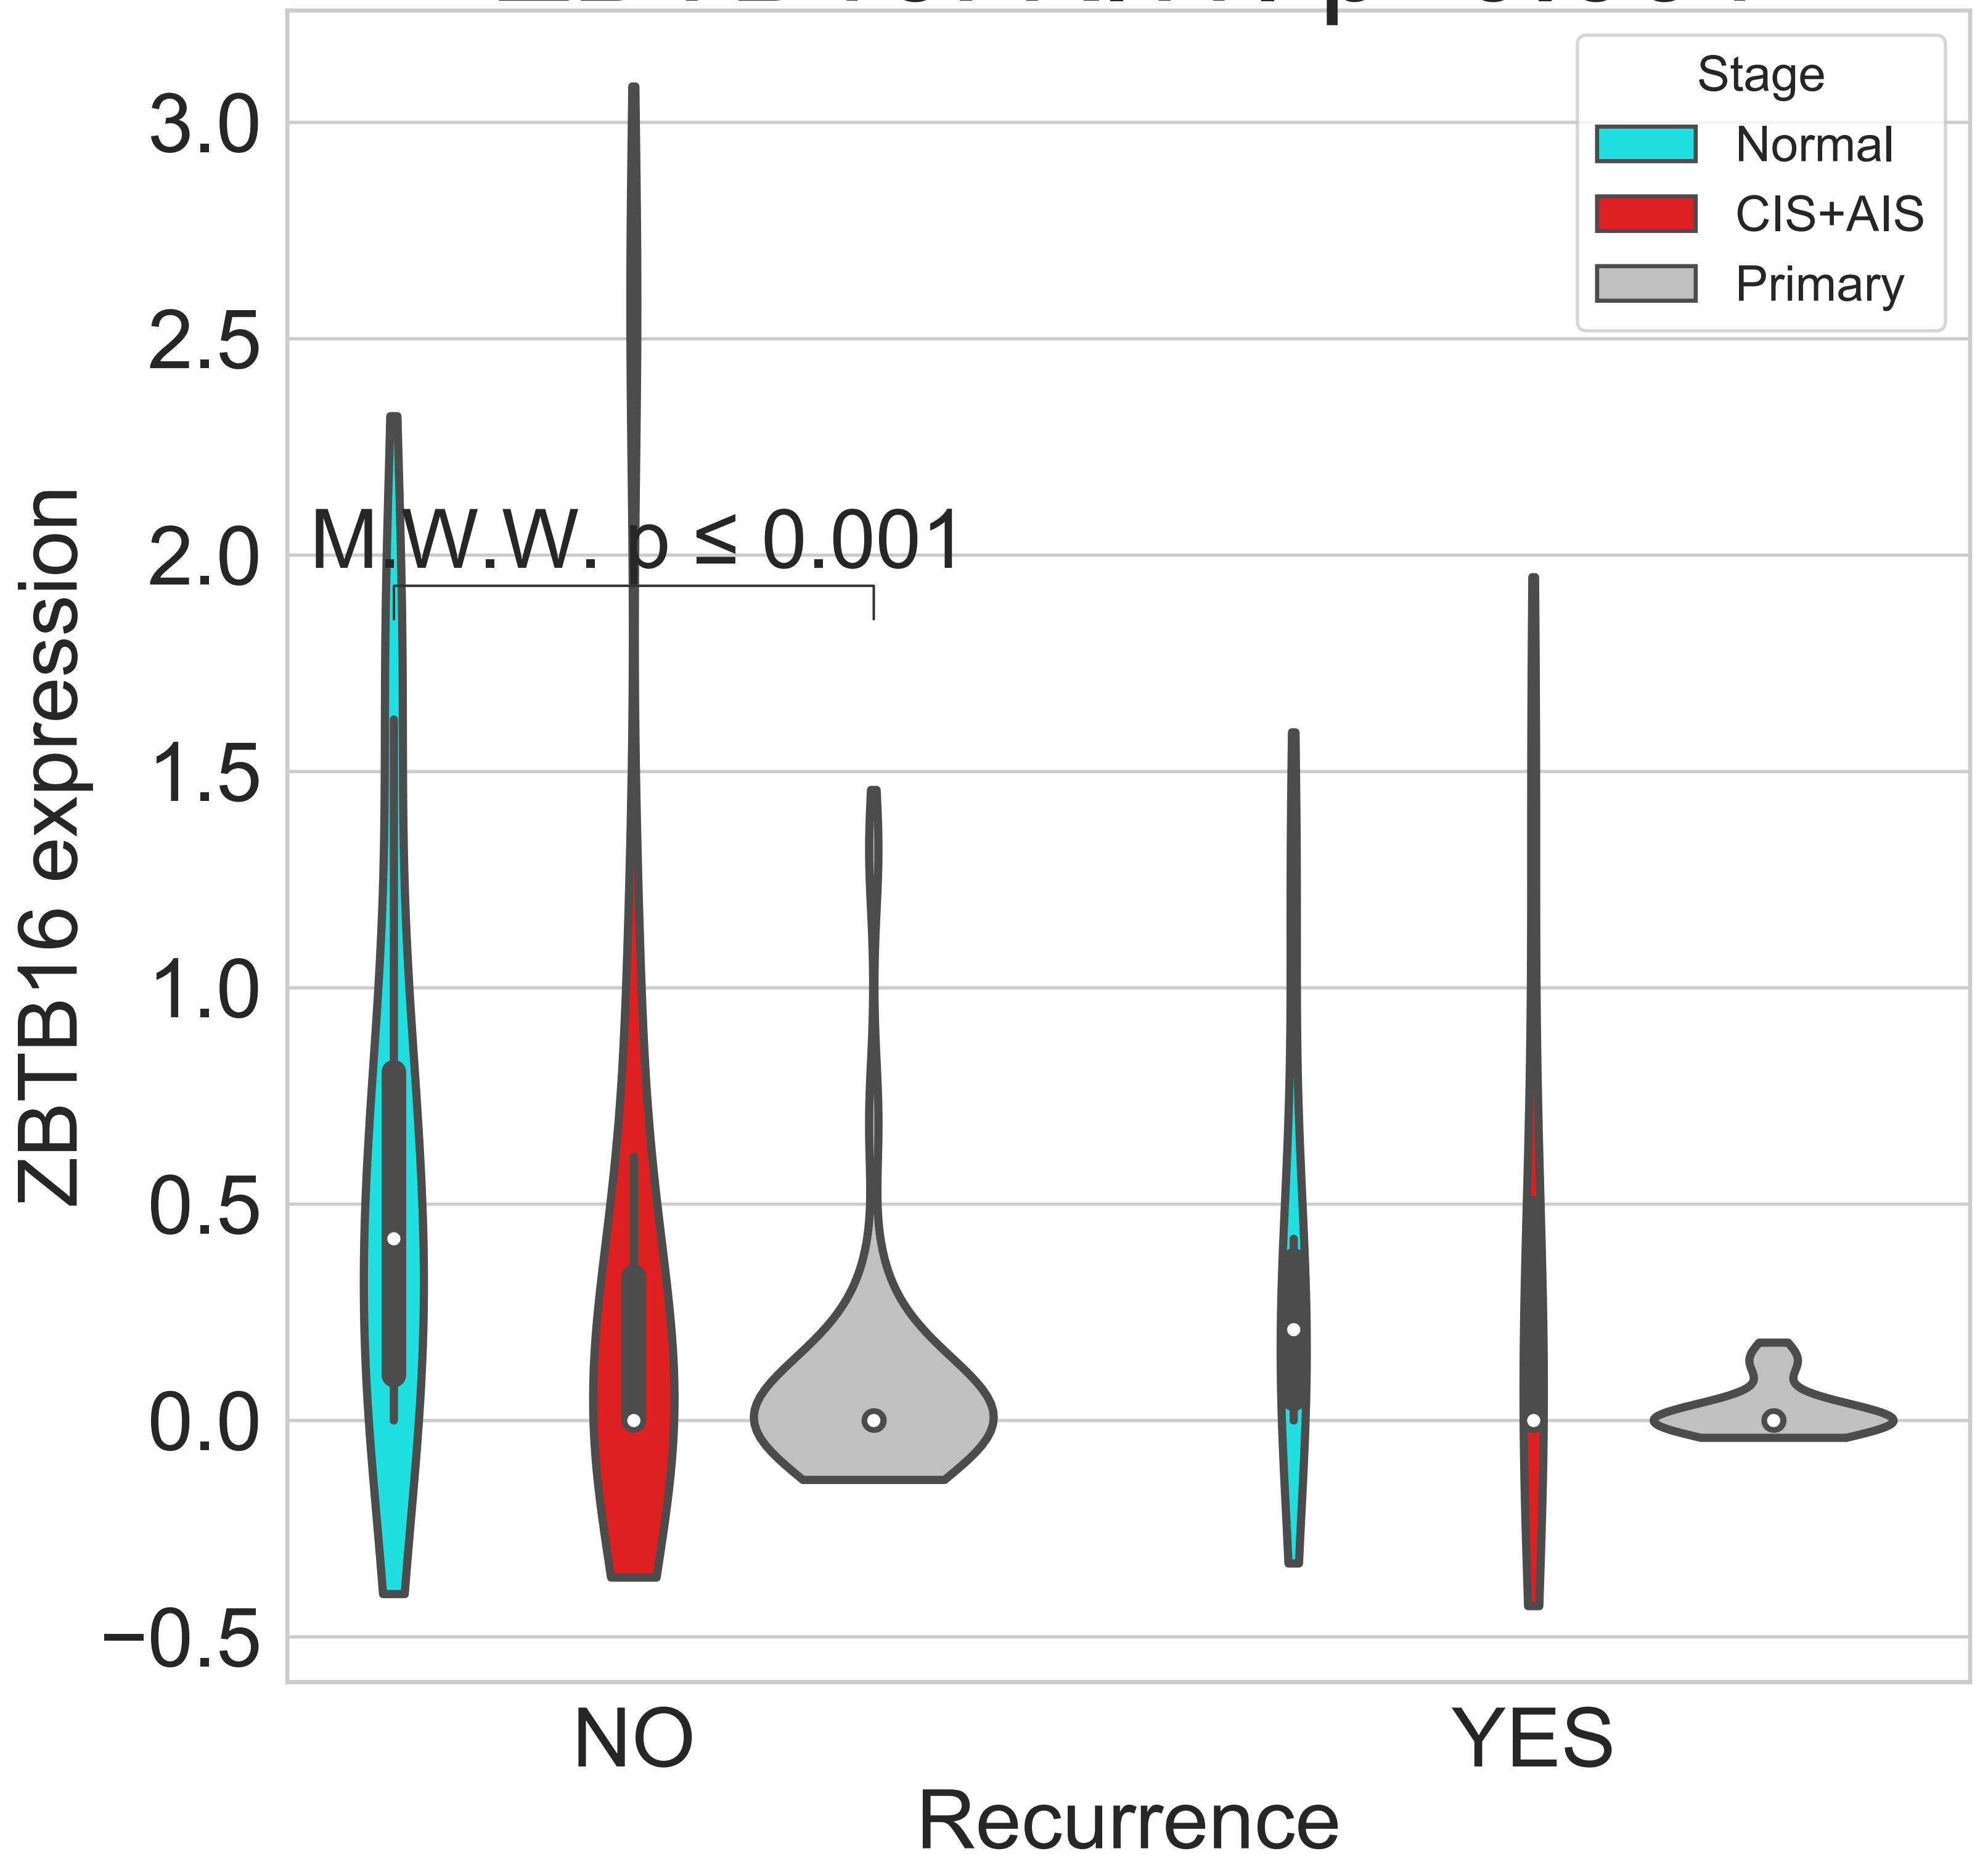 Stage
Normal
CIS+AIS
Primary
3.0
2.5
2.0
1.5
1.0
0.5
0.0
−0.5
ZBTB16 expression
M.W.W. p ≤ 0.001
NO
YES
Recurrence